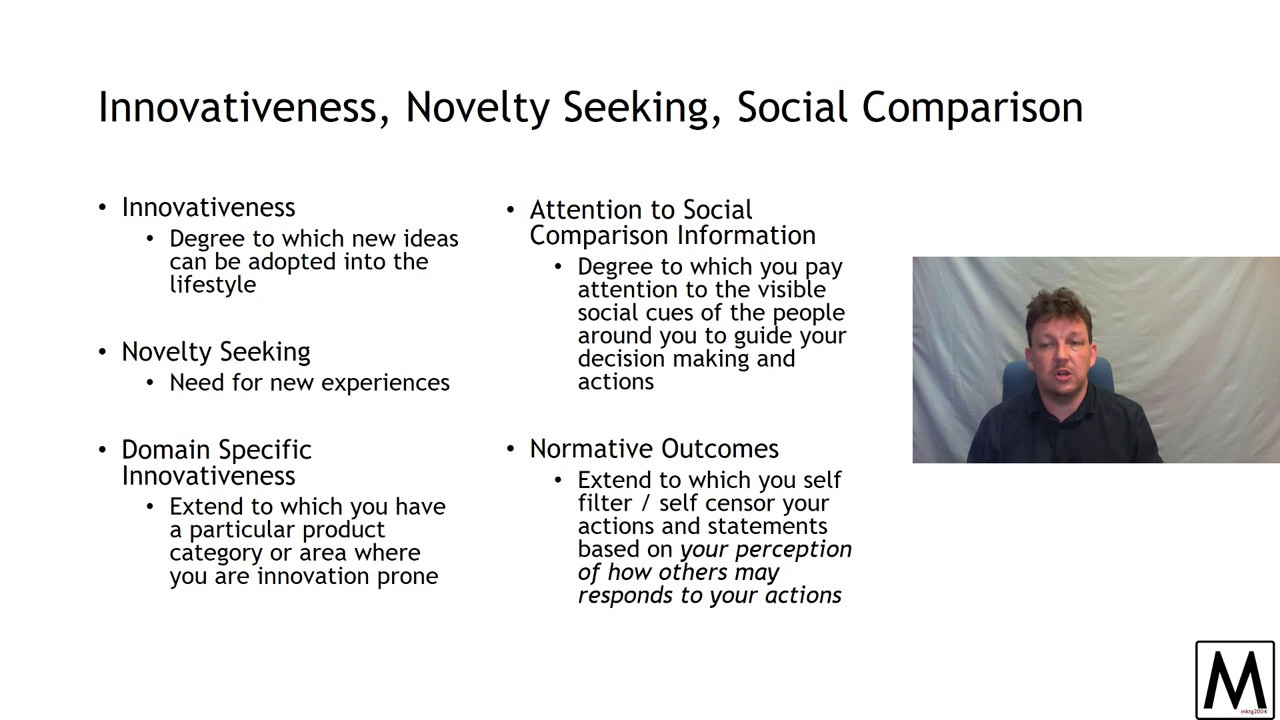 Innovativeness, Novelty Seeking, Social Comparison
• Innovativeness
• Degree to which new ideas
can be adopted into the
lifestyle
• Novelty Seeking
• Need for new experiences
• Domain Specific
Innovativeness
• Extend to which you have
a particular product
category or area where
you are innovation prone
• Attention to Social
Comparison Information
• Degree to which you pay
attention to the visible
social cues of the people
around you to guide your
decision making and
actions
• Normative Outcomes
• Extend to which you self
filter / self censor your
actions and statements
based on your perception
of how others may
responds to your actions
M
mktg2004